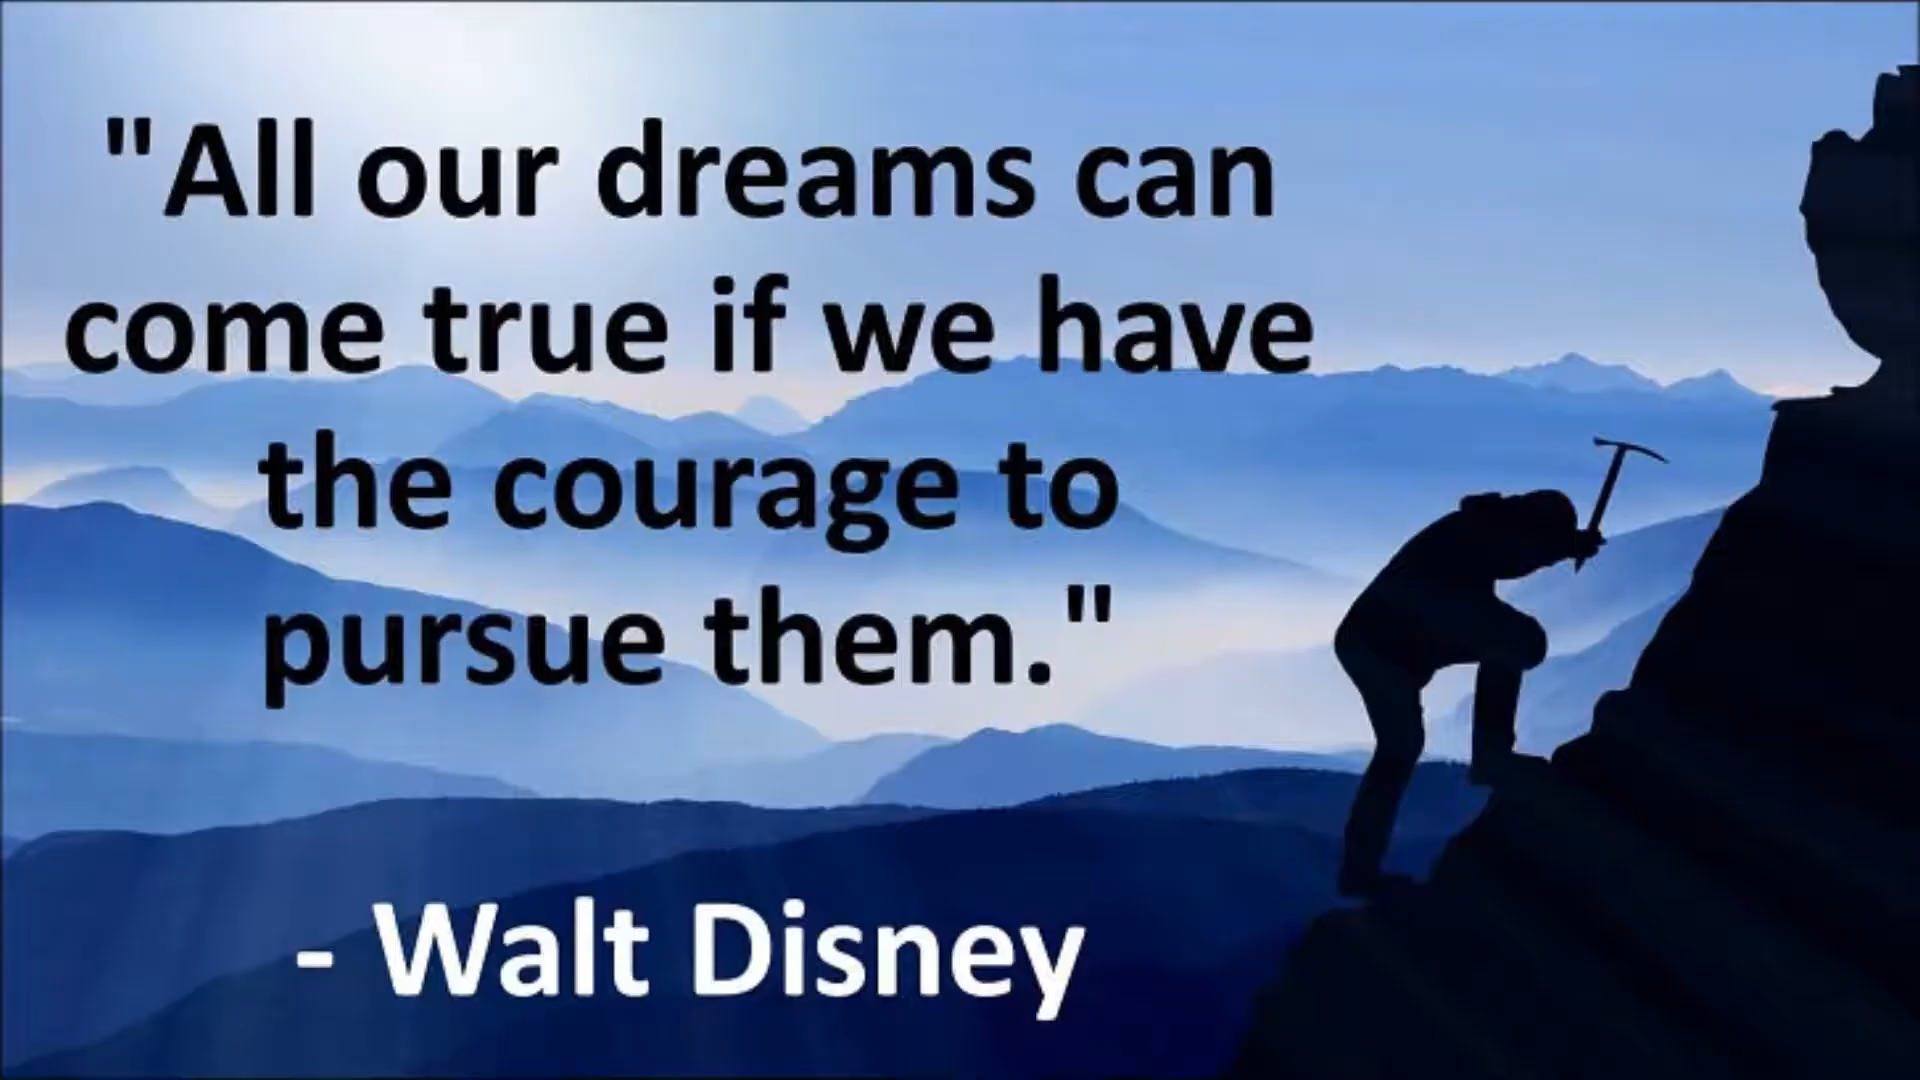 "All our dreams can
come true if we have
the courage to
pursue them."
- Walt Disney